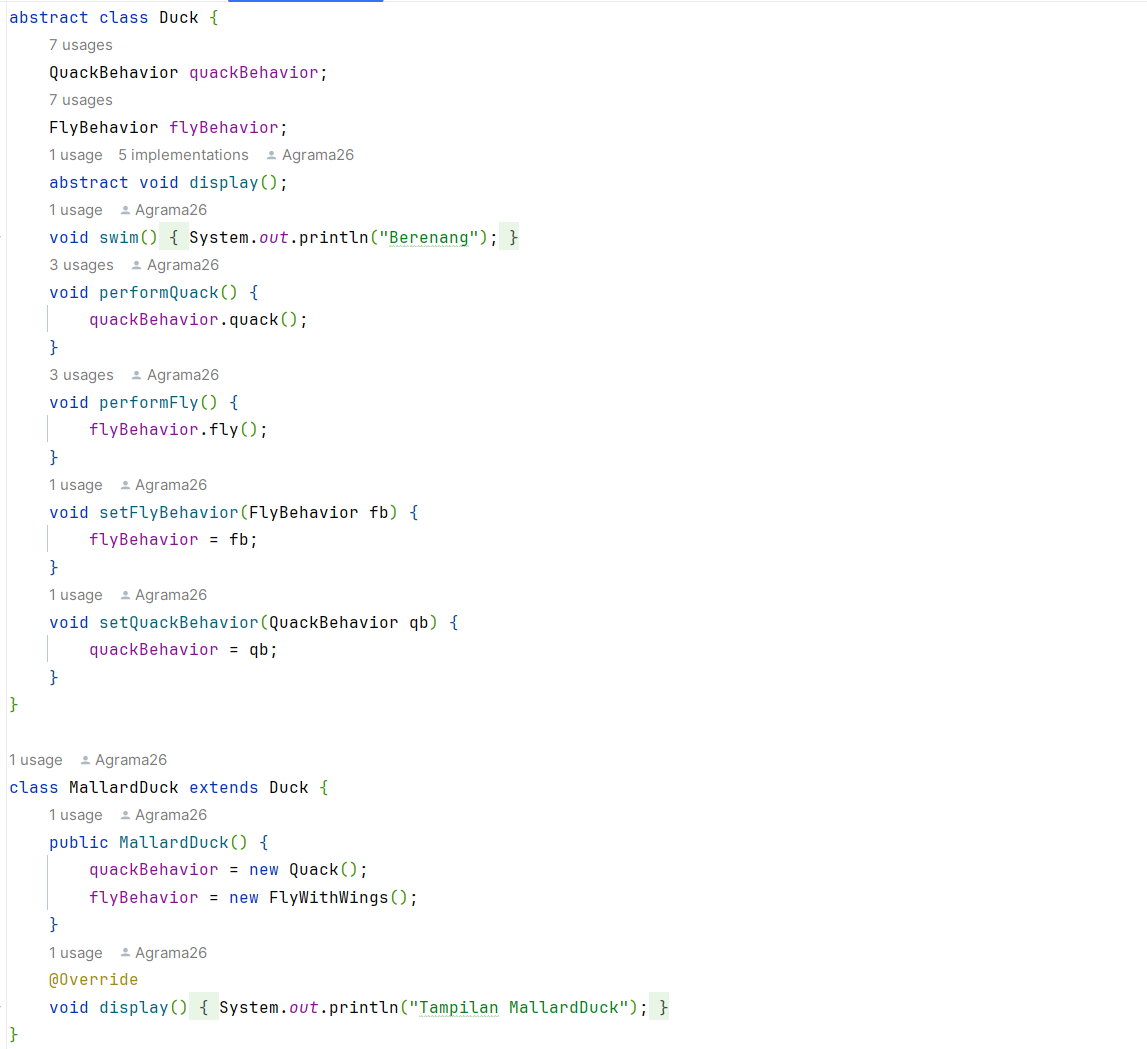 abstract class Duck {
7 usages
QuackBehavior quackBehavior;
7 usages
FlyBehavior flyBehavior;
1 usage 5 implementations Agrama26
abstract void display();
1 usage Agrama26
void swim() { System.out.println("Berenang"); }
3 usages Agrama26
void performQuack() {
quackBehavior.quack();
}
3 usages Agrama26
void performFly() {
flyBehavior.fly();
}
1 usage Agrama26
void setFlyBehavior(FlyBehavior fb) {
flyBehavior = fb;
}
1 usage Agrama26
void setQuackBehavior(QuackBehavior qb) {
quackBehavior = qb;
}
}
1 usage Agrama26
class MallardDuck extends Duck {
1 usage Agrama26
public MallardDuck() {
quackBehavior = new Quack();
flyBehavior = new FlyWithWings();
}
1 usage Agrama26
@Override
void display() { System.out.println("Tampilan MallardDuck"); }
}